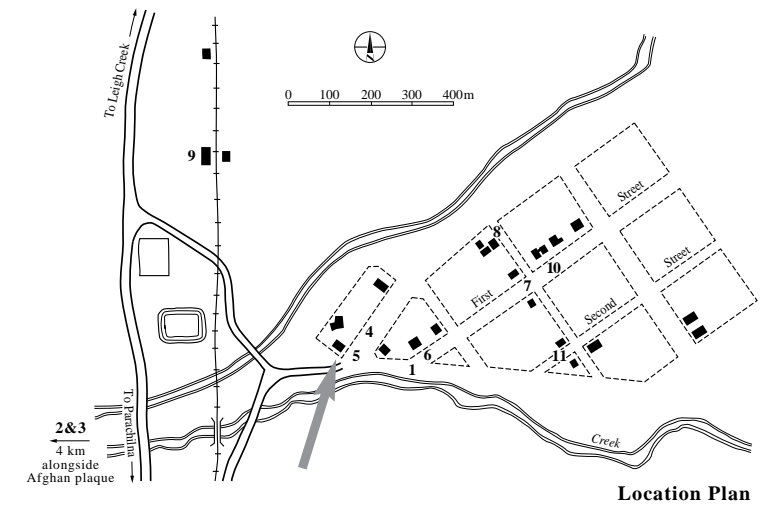 To Leigh Creek
N
0 100 200 300 400m
9
8
10
7
Street
Street
First
Second
4
5
6
1
11
To Parachilna
2&3
4 km
alongside
Afghan plaque
Creek
Location Plan